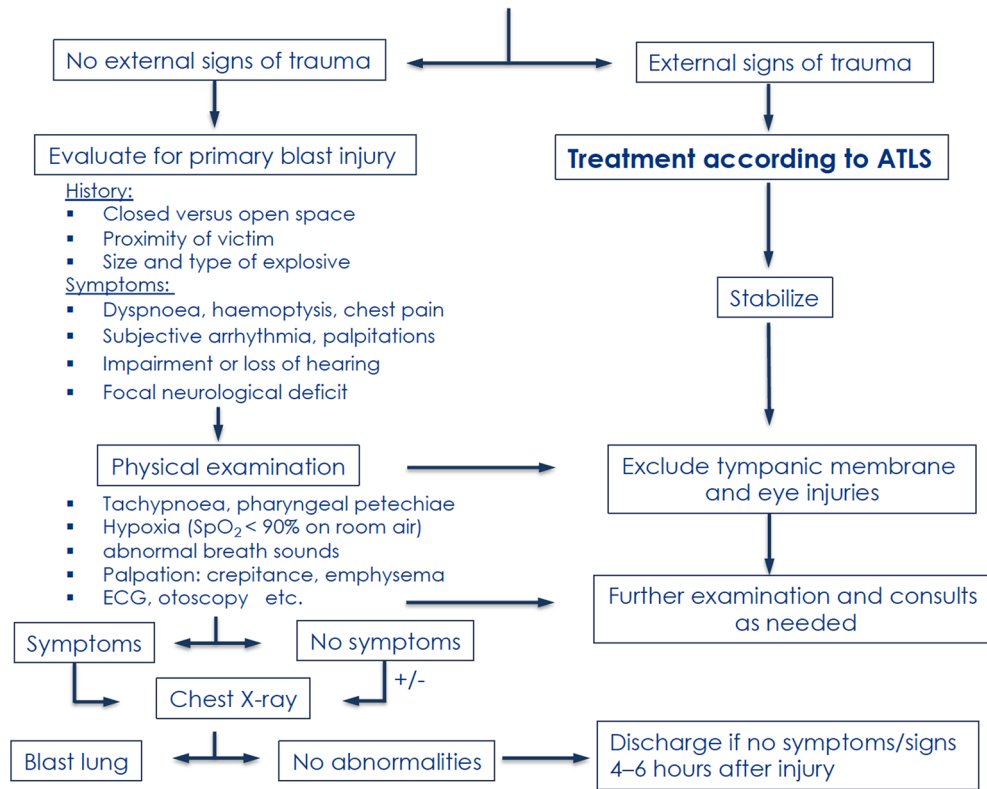 No external signs of trauma
External signs of trauma
Evaluate for primary blast injury
Treatment according to ATLS
History:
▪ Closed versus open space
▪ Proximity of victim
▪ Size and type of explosive
Symptoms:
▪ Dyspnoea, haemoptysis, chest pain
▪ Subjective arrhythmia, palpitations
▪ Impairment or loss of hearing
▪ Focal neurological deficit
Stabilize
Physical examination
Exclude tympanic membrane
and eye injuries
▪ Tachypnoea, pharyngeal petechiae
▪ Hypoxia (SpO₂ < 90% on room air)
▪ abnormal breath sounds
▪ Palpation: crepitance, emphysema
▪ ECG, otoscopy etc.
Further examination and consults
as needed
Symptoms
No symptoms
+/-
Chest X-ray
Blast lung
No abnormalities
Discharge if no symptoms/signs
4–6 hours after injury